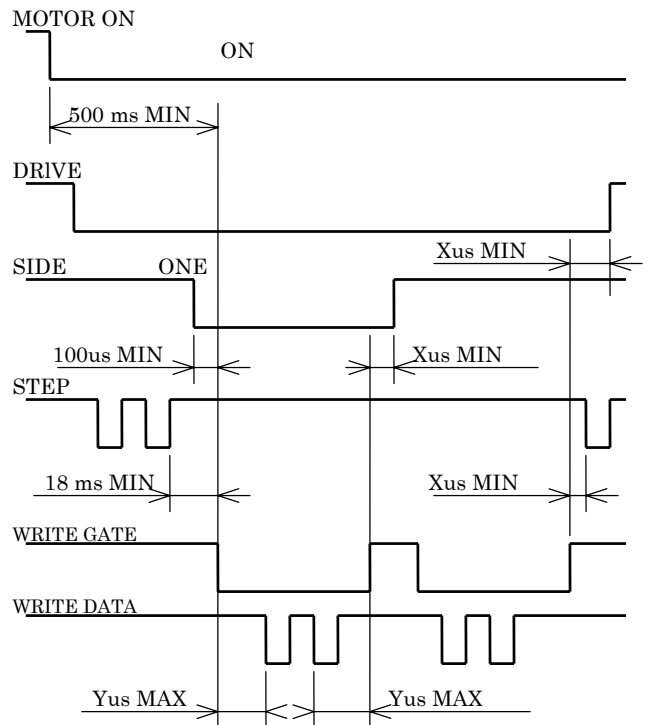 MOTOR ON
ON
500 ms MIN
DRlVE
Xus MIN
SIDE ONE
100us MIN Xus MIN
STEP
18 ms MIN Xus MIN
WRITE GATE
WRITE DATA
Yus MAX Yus MAX